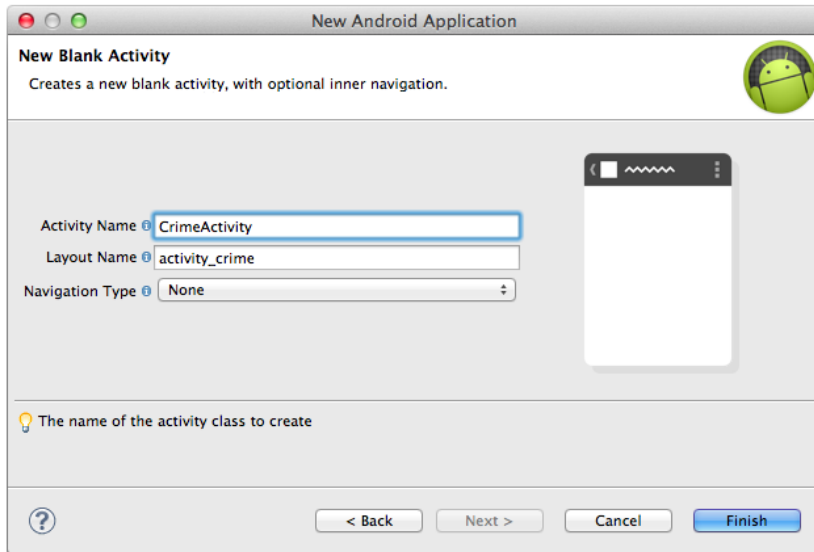 New Android Application
New Blank Activity
Creates a new blank activity, with optional inner navigation.
Activity Name CrimeActivity
Layout Name activity_crime
Navigation Type None
The name of the activity class to create
? < Back Next > Cancel Finish